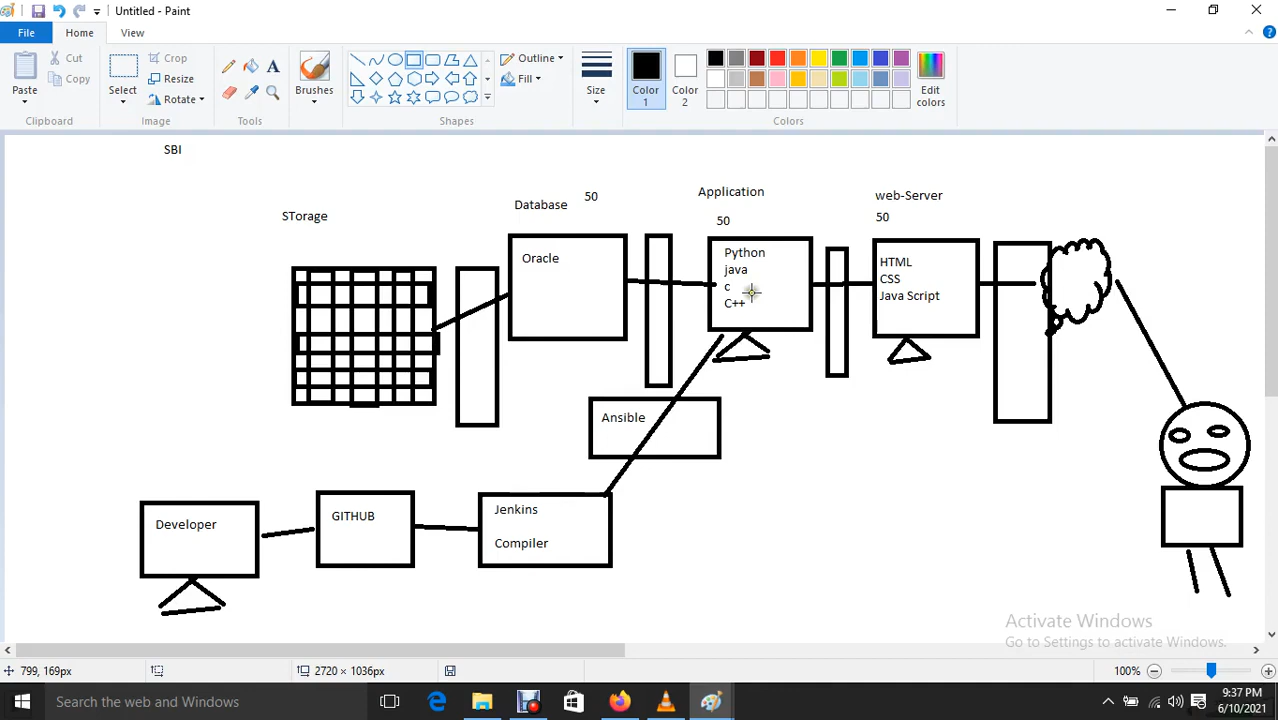 Untitled - Paint
File
Home
View
Paste
Cut
Copy
Clipboard
Select
Crop
Resize
Rotate
Image
A
Tools
Brushes
Outline
Fill
Shapes
Size
Color
1
Color
2
Edit
colors
Colors
SBI
STorage
Database
50
Application
50
web-Server
50
Oracle
Python
java
c
C++
HTML
CSS
Java Script
Ansible
Developer
GITHUB
Jenkins
Compiler
Activate Windows
Go to Settings to activate Windows.
799, 169px
2720 × 1036px
100%
Search the web and Windows
9:37 PM
6/10/2021